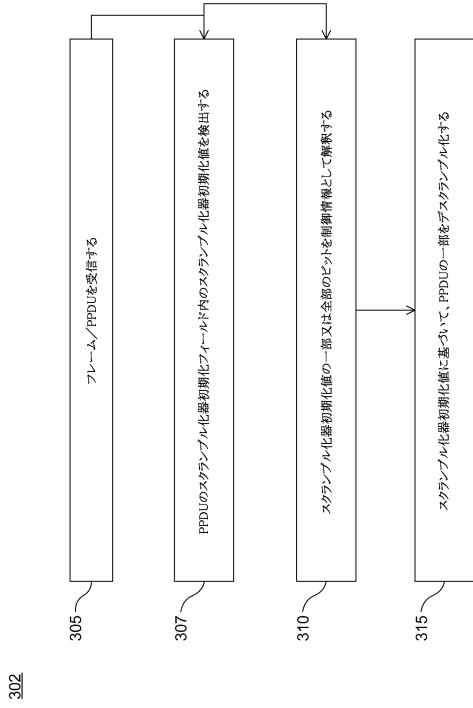 302
305
フレーム／PPDUを受信する
307
PPDUのスクランブル化器初期化フィールド内のスクランブル化器初期化値を検出する
310
スクランブル化器初期化値の一部又は全部のビットを制御情報として解釈する
315
スクランブル化器初期化値に基づいて、PPDUの一部をデスクランブル化する